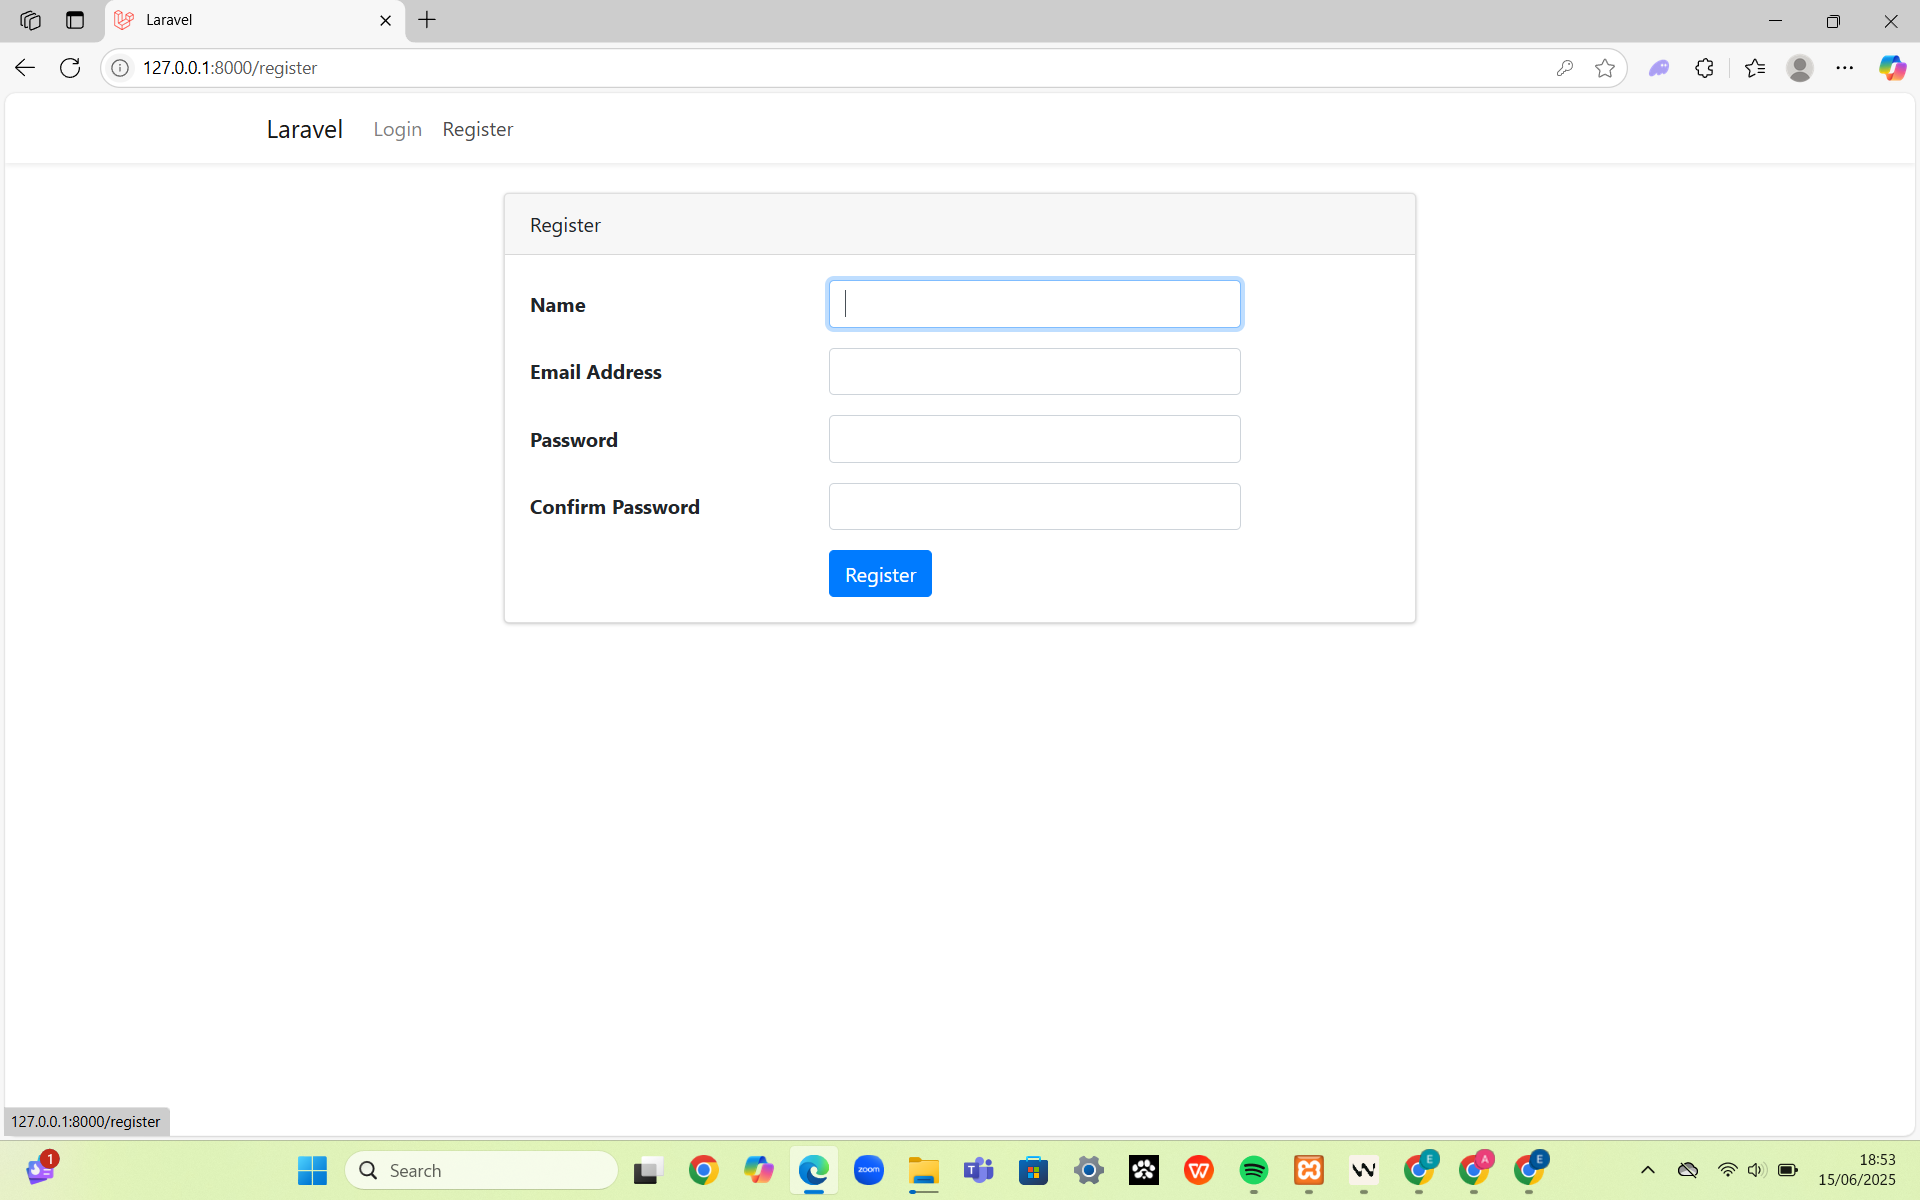 Laravel
127.0.0.1:8000/register
Laravel
Login
Register
Register
Name
Email Address
Password
Confirm Password
Register
127.0.0.1:8000/register
1
Search
zoom
T
W
W
E
A
E
18:53
15/06/2025